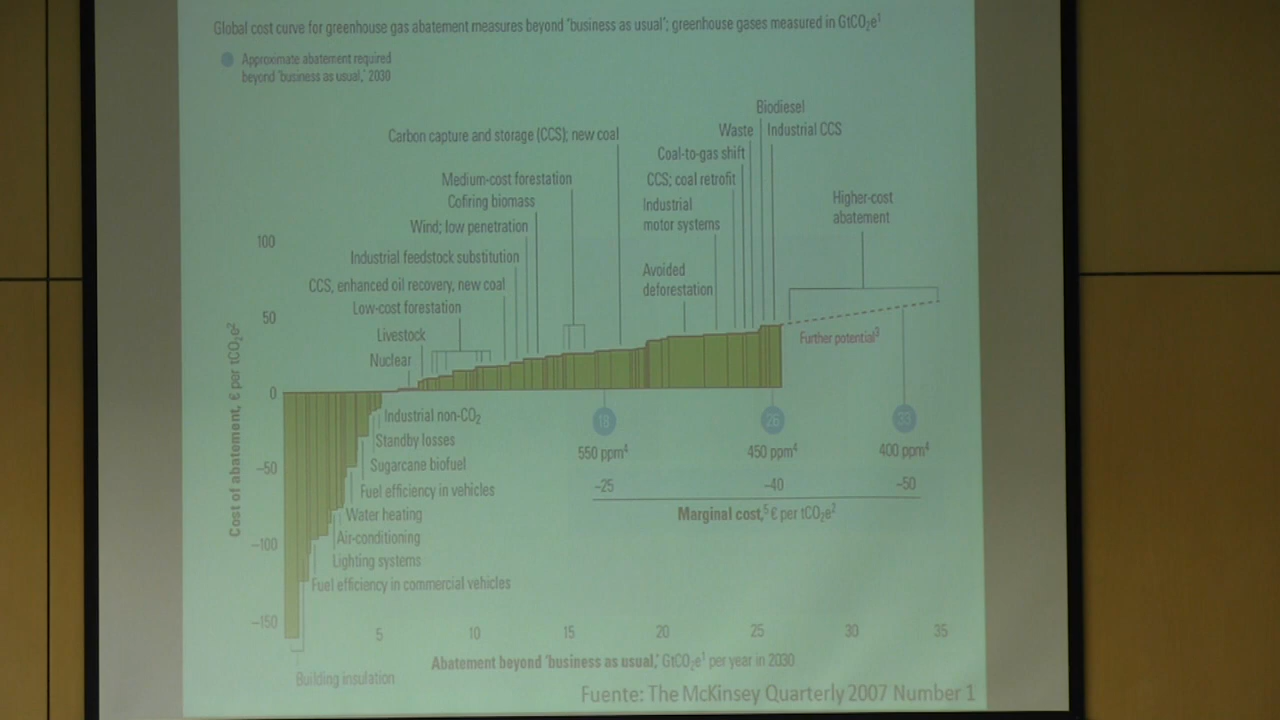 Global cost curve for greenhouse gas abatement measures beyond 'business as usual'; greenhouse gases measured in GtCO₂e¹
Approximate abatement required
beyond 'business as usual,' 2030
Biodiesel
Carbon capture and storage (CCS); new coal
Waste
Industrial CCS
Coal-to-gas shift
Medium-cost forestation
CCS; coal retrofit
Cofiring biomass
Industrial
motor systems
Higher-cost
abatement
Wind; low penetration
Industrial feedstock substitution
Avoided
deforestation
CCS, enhanced oil recovery, new coal
Low-cost forestation
Livestock
Nuclear
Further potential³
100
50
0
–50
–100
–150
Cost of abatement, € per tCO₂e²
Industrial non-CO₂
Standby losses
Sugarcane biofuel
Fuel efficiency in vehicles
Water heating
Air-conditioning
Lighting systems
Fuel efficiency in commercial vehicles
Building insulation
18
26
33
550 ppm⁴
450 ppm⁴
400 ppm⁴
~25
~40
~50
Marginal cost,⁵ € per tCO₂e²
5
10
15
20
25
30
35
Abatement beyond 'business as usual,' GtCO₂e¹ per year in 2030
Fuente: The McKinsey Quarterly 2007 Number 1